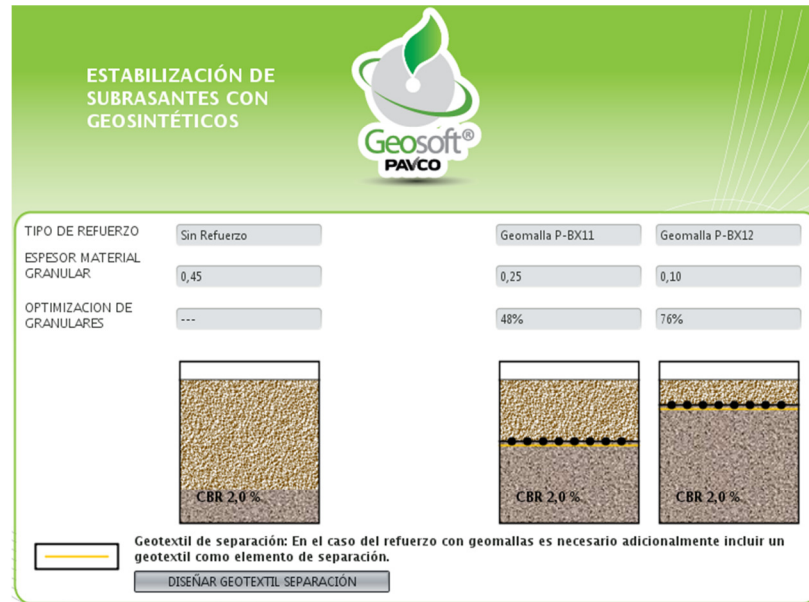 ESTABILIZACIÓN DE
SUBRASANTES CON
GEOSINTÉTICOS
Geosoft®
PAVCO
TIPO DE REFUERZO
Sin Refuerzo
Geomalla P-BX11
Geomalla P-BX12
ESPESOR MATERIAL
GRANULAR
0,45
0,25
0,10
OPTIMIZACION DE
GRANULARES
---
48%
76%
CBR 2,0 %
CBR 2,0 %
CBR 2,0 %
Geotextil de separación: En el caso del refuerzo con geomallas es necesario adicionalmente incluir un
geotextil como elemento de separación.
DISEÑAR GEOTEXTIL SEPARACIÓN